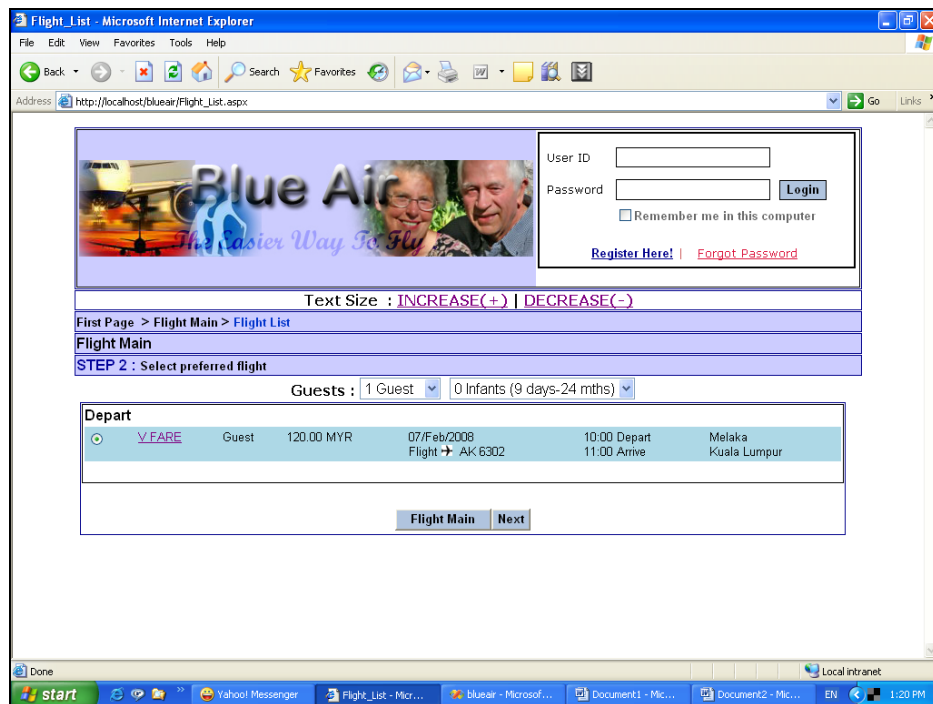 Flight_List - Microsoft Internet Explorer
File Edit View Favorites Tools Help
Back Search Favorites
Address http://localhost/blueair/Flight_List.aspx Go Links
Blue Air
The Easier Way To Fly
User ID
Password Login
Remember me in this computer
Register Here! | Forgot Password
Text Size : INCREASE(+) | DECREASE(-)
First Page > Flight Main > Flight List
Flight Main
STEP 2 : Select preferred flight
Guests : 1 Guest 0 Infants (9 days-24 mths)
Depart
V FARE Guest 120.00 MYR 07/Feb/2008 10:00 Depart Melaka
Flight AK 6302 11:00 Arrive Kuala Lumpur
Flight Main Next
Done Local intranet
start Yahoo! Messenger Flight_List - Micr... blueair - Microsof... Document1 - Mic... Document2 - Mic... EN 1:20 PM